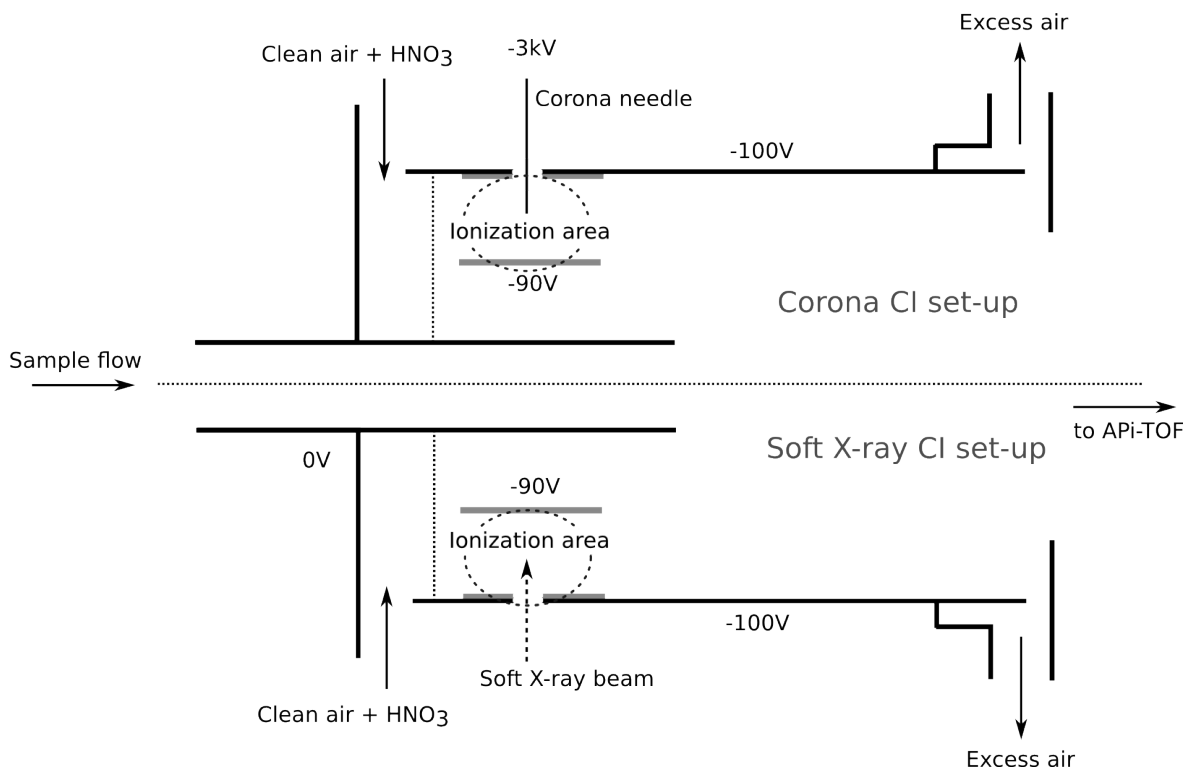 Excess air
Clean air + HNO3
-3kV
Corona needle
-100V
Ionization area
-90V
Corona CI set-up
Sample flow
to APi-TOF
Soft X-ray CI set-up
0V
-90V
Ionization area
-100V
Soft X-ray beam
Clean air + HNO3
Excess air